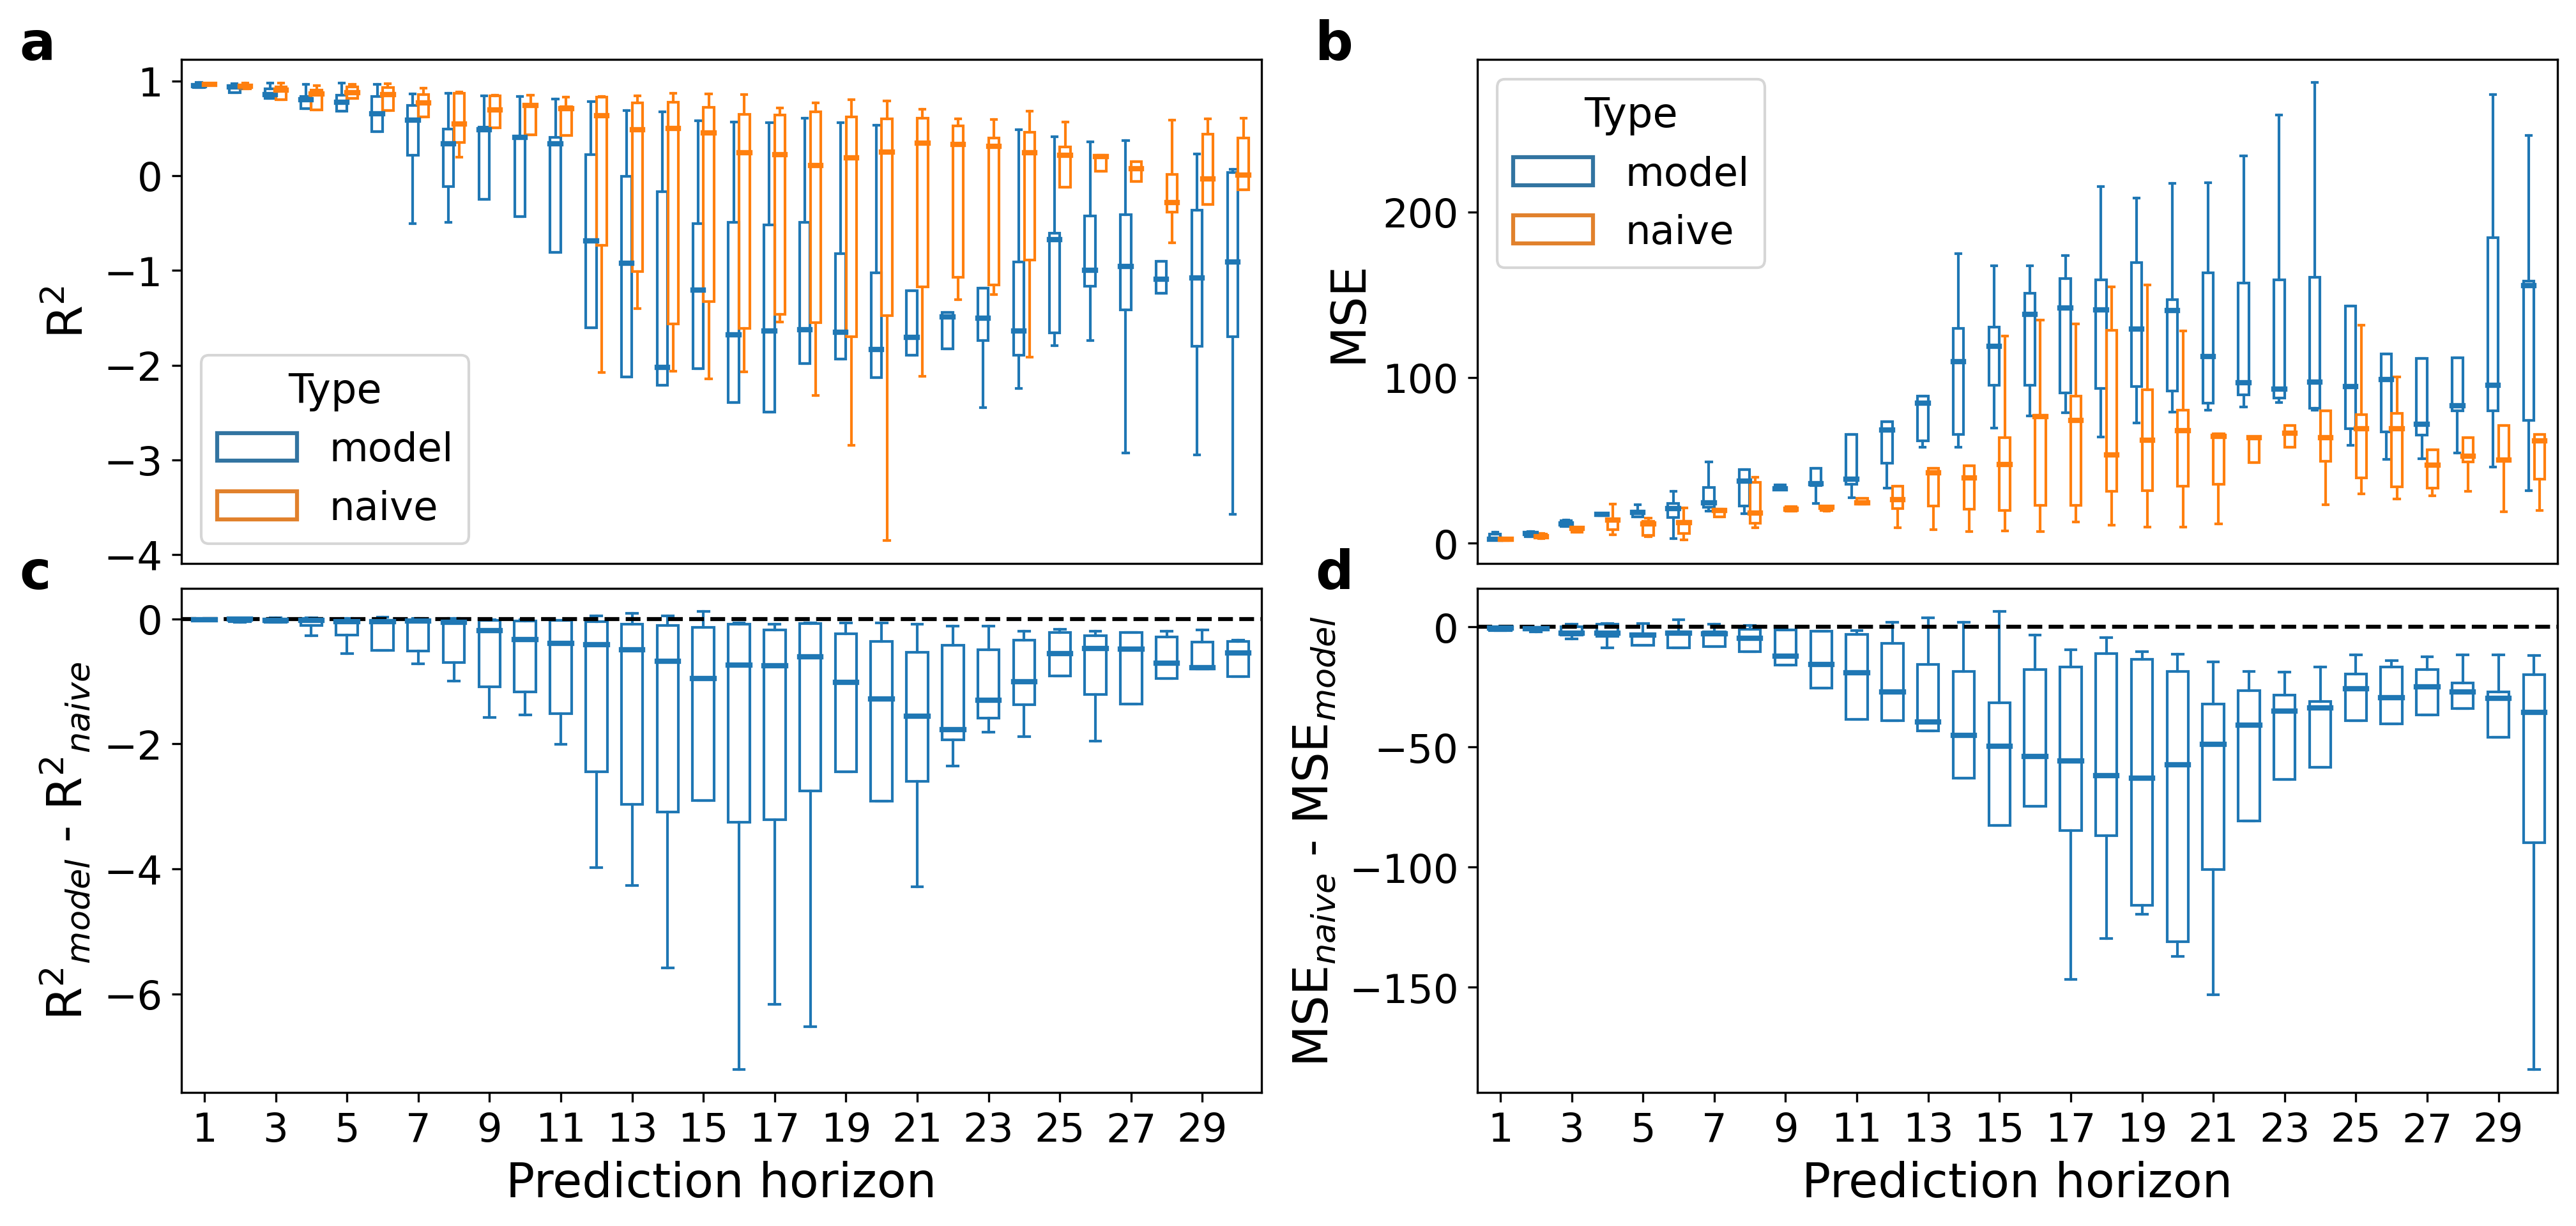 a
1
0
−1
−2
−3
−4
R²
Type
model
naive
b
200
100
0
MSE
Type
model
naive
c
0
−2
−4
−6
R²model - R²naive
1 3 5 7 9 11 13 15 17 19 21 23 25 27 29
Prediction horizon
d
0
−50
−100
−150
MSEnaive - MSEmodel
1 3 5 7 9 11 13 15 17 19 21 23 25 27 29
Prediction horizon